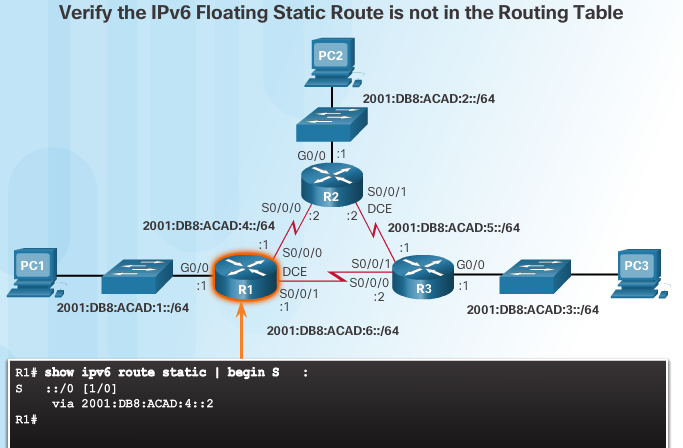 Verify the IPv6 Floating Static Route is not in the Routing Table
PC2
2001:DB8:ACAD:2::/64
G0/0 :1
R2
S0/0/1
DCE
S0/0/0
:2
:2
2001:DB8:ACAD:4::/64
2001:DB8:ACAD:5::/64
:1
S0/0/0
:1
PC1
G0/0
:1
R1
DCE
S0/0/1
:1
S0/0/1
S0/0/0
:2
R3
G0/0
:1
PC3
2001:DB8:ACAD:1::/64
2001:DB8:ACAD:3::/64
2001:DB8:ACAD:6::/64
R1# show ipv6 route static | begin S :
S ::/0 [1/0]
via 2001:DB8:ACAD:4::2
R1#